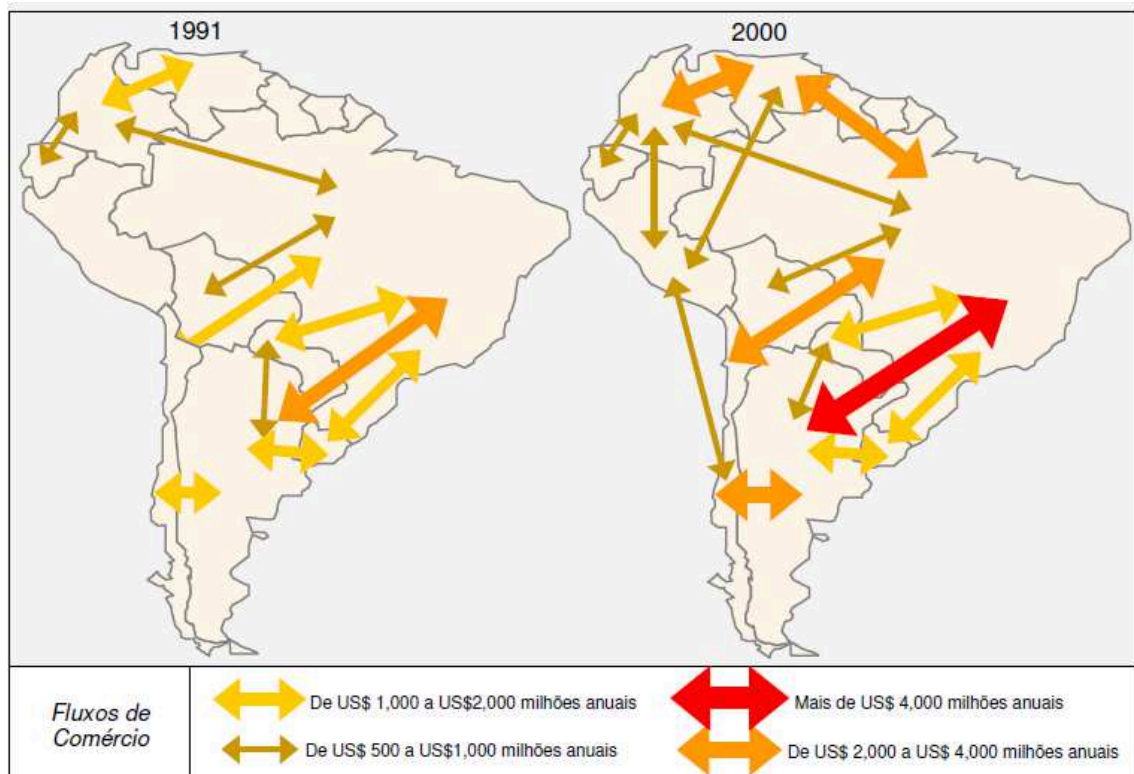 1991
2000
Fluxos de
Comércio
De US$ 1,000 a US$2,000 milhões anuais
De US$ 500 a US$1,000 milhões anuais
Mais de US$ 4,000 milhões anuais
De US$ 2,000 a US$ 4,000 milhões anuais